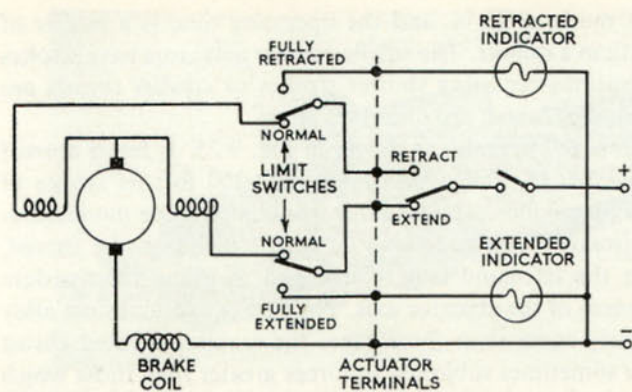 RETRACTED
INDICATOR
FULLY
RETRACTED
NORMAL
LIMIT
SWITCHES
RETRACT
+
EXTEND
NORMAL
EXTENDED
INDICATOR
FULLY
EXTENDED
−
BRAKE
COIL
ACTUATOR
TERMINALS